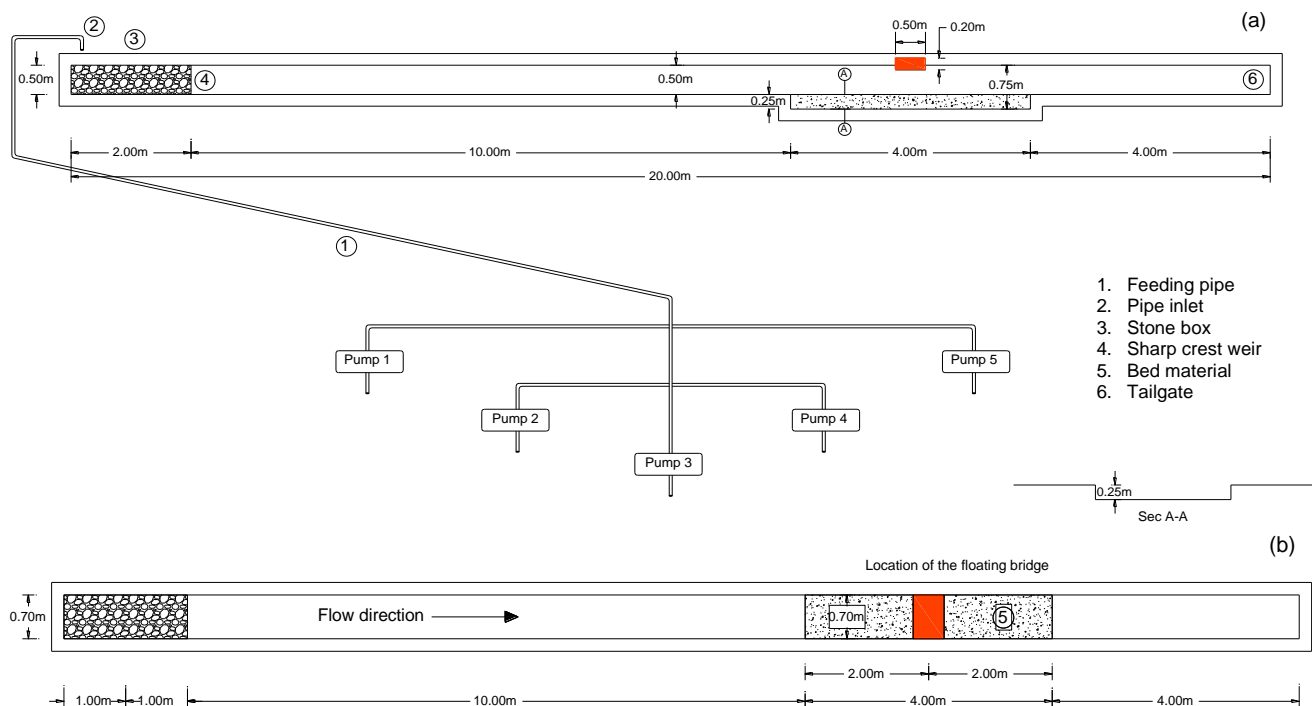 2
0.50m
(a)
3
0.20m
0.50m
4
0.50m
A
0.75m
6
0.25m
A
2.00m
10.00m
4.00m
4.00m
20.00m
1
1. Feeding pipe
2. Pipe inlet
3. Stone box
4. Sharp crest weir
5. Bed material
6. Tailgate
Pump 1
Pump 5
Pump 2
Pump 4
Pump 3
0.25m
Sec A-A
(b)
Location of the floating bridge
0.70m
Flow direction
0.70m
5
2.00m
2.00m
1.00m
1.00m
10.00m
4.00m
4.00m